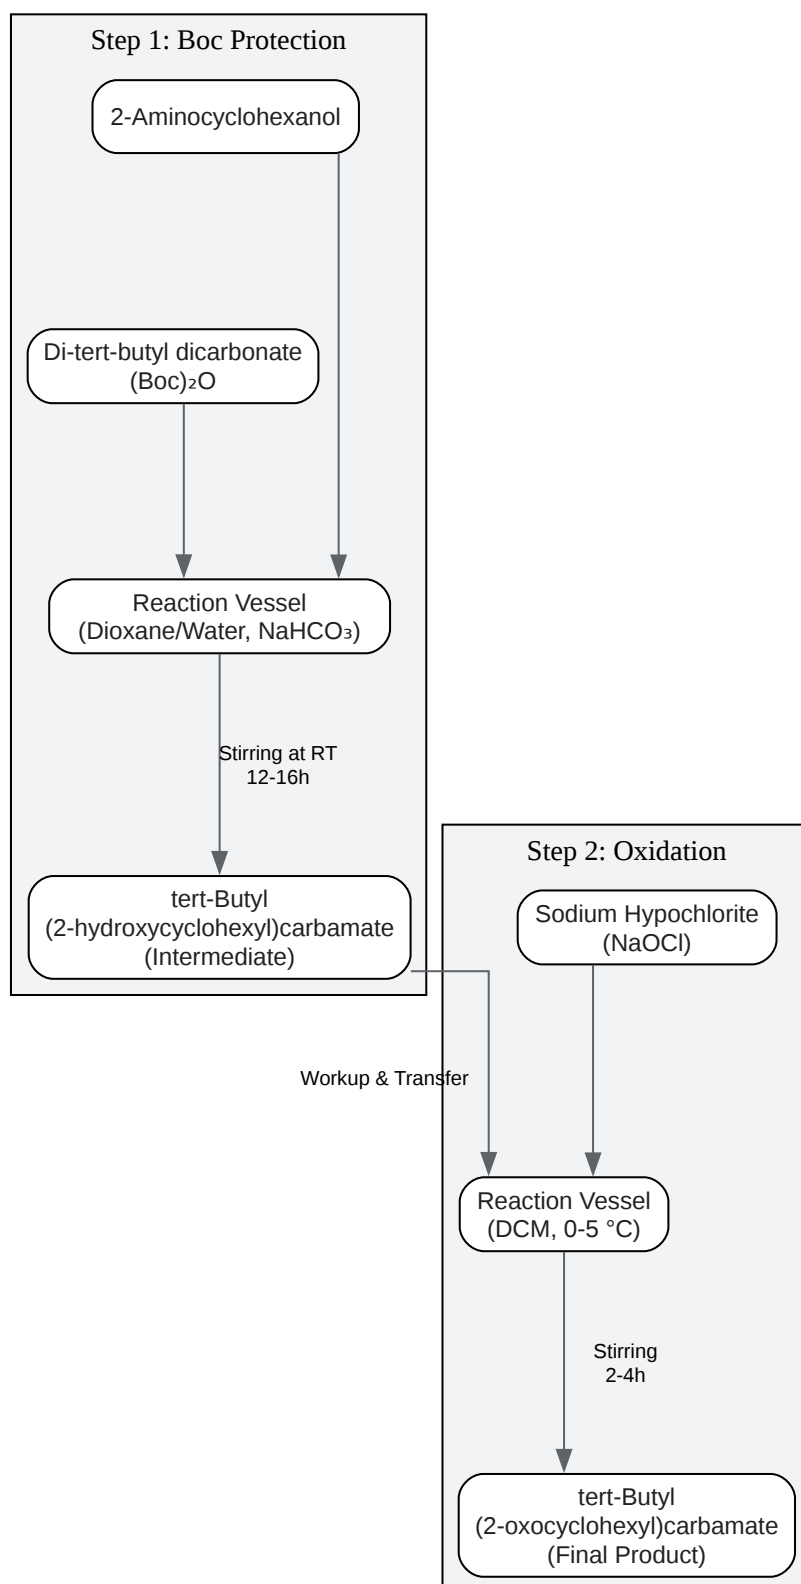 Step 1: Boc Protection
2-Aminocyclohexanol
Di-tert-butyl dicarbonate
(Boc)₂O
Reaction Vessel
(Dioxane/Water, NaHCO₃)
Stirring at RT
12-16h
tert-Butyl
(2-hydroxycyclohexyl)carbamate
(Intermediate)
Workup & Transfer
Step 2: Oxidation
Sodium Hypochlorite
(NaOCl)
Reaction Vessel
(DCM, 0-5 °C)
Stirring
2-4h
tert-Butyl
(2-oxocyclohexyl)carbamate
(Final Product)